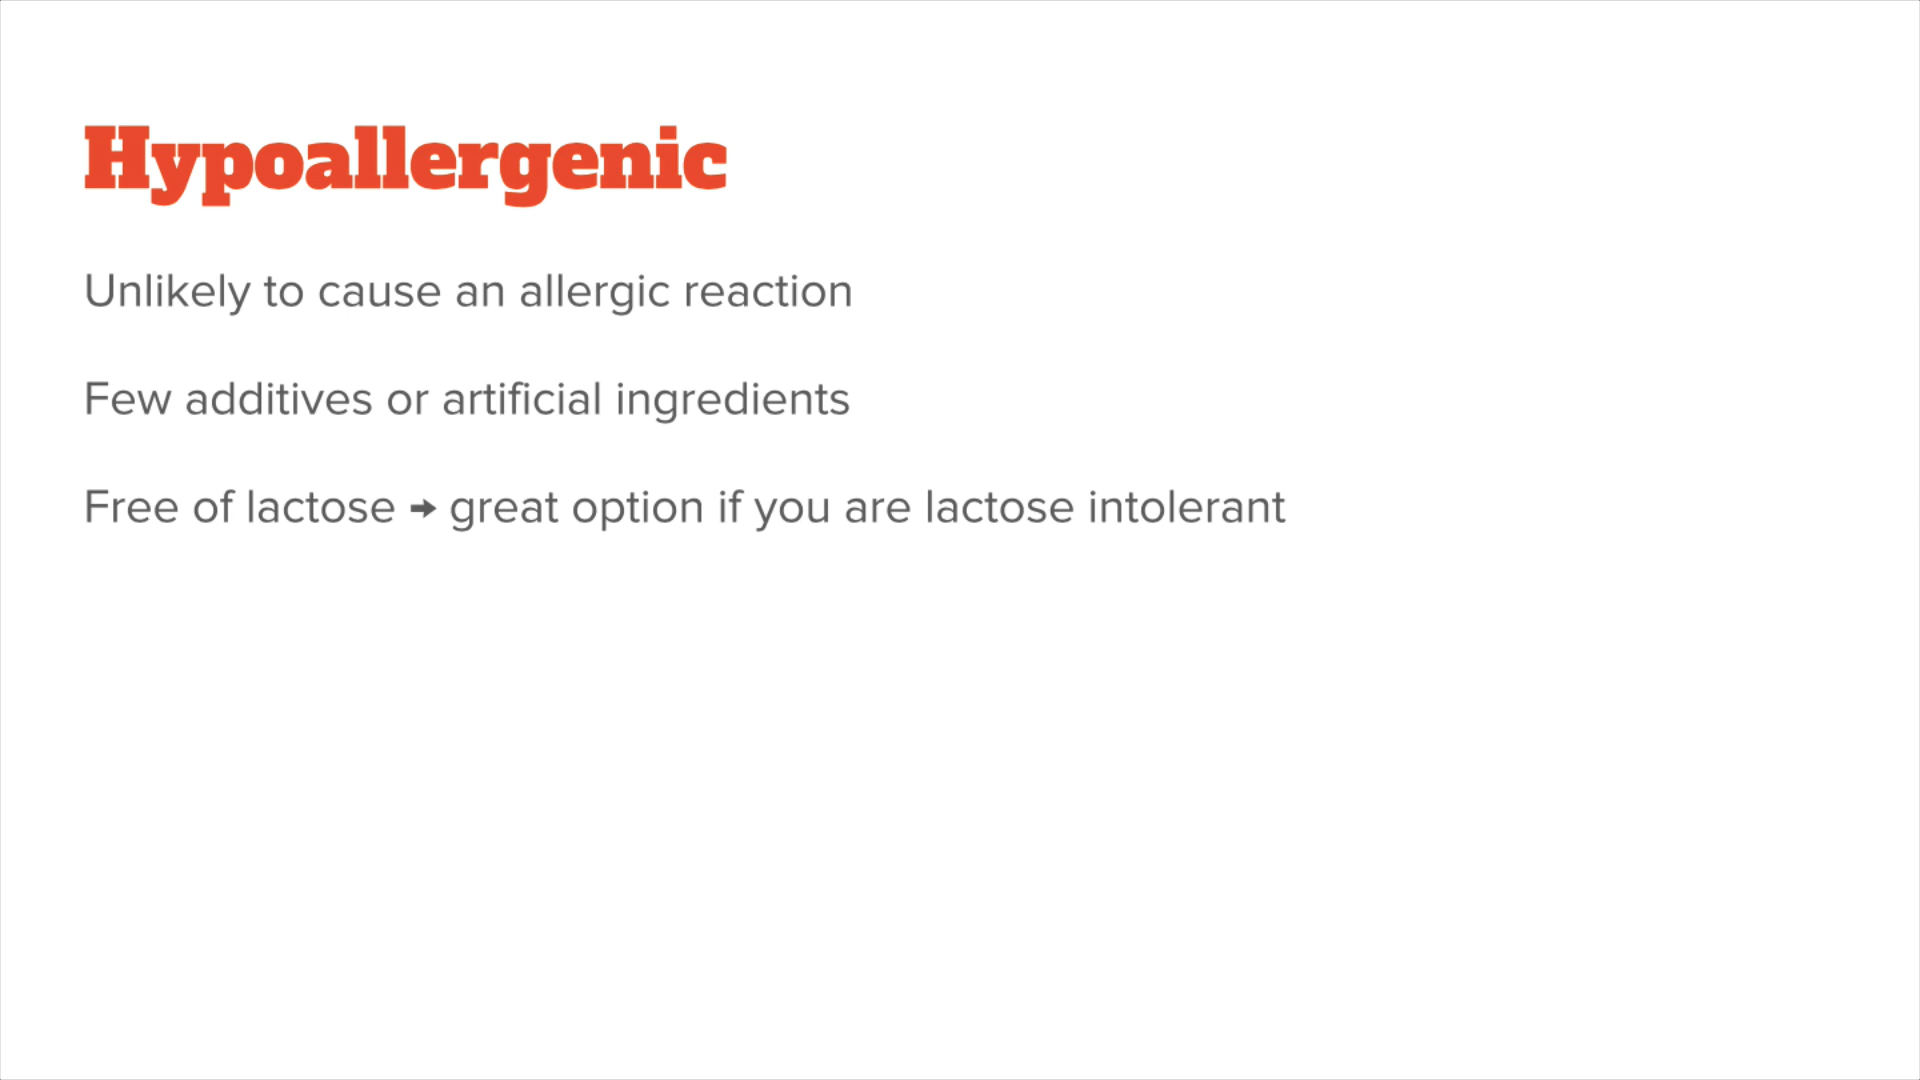 Hypoallergenic
Unlikely to cause an allergic reaction
Few additives or artificial ingredients
Free of lactose → great option if you are lactose intolerant